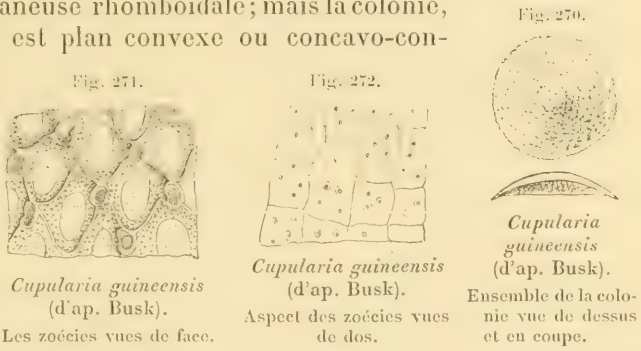 aneuse rhomboïdale; mais la colonie,
est plan convexe ou concavo-con-
Fig. 270.
Fig. 271.
Fig. 272.
Cupularia guineensis
(d'ap. Busk).
Les zoécies vues de face.
Cupularia guineensis
(d'ap. Busk).
Aspect des zoécies vues
de dos.
Cupularia
guineensis
(d'ap. Busk).
Ensemble de la colo-
nie vue de dessus
et en coupe.